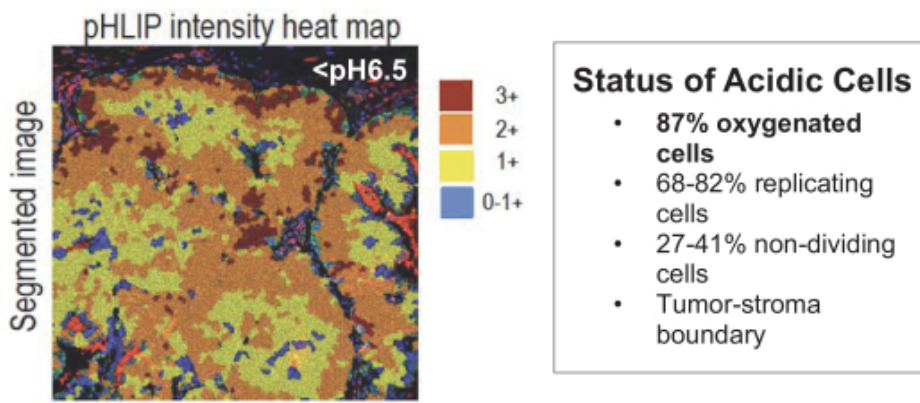 pHLIP intensity heat map
<pH6.5
Segmented image
3+
2+
1+
0-1+
Status of Acidic Cells
• 87% oxygenated
cells
• 68-82% replicating
cells
• 27-41% non-dividing
cells
• Tumor-stroma
boundary